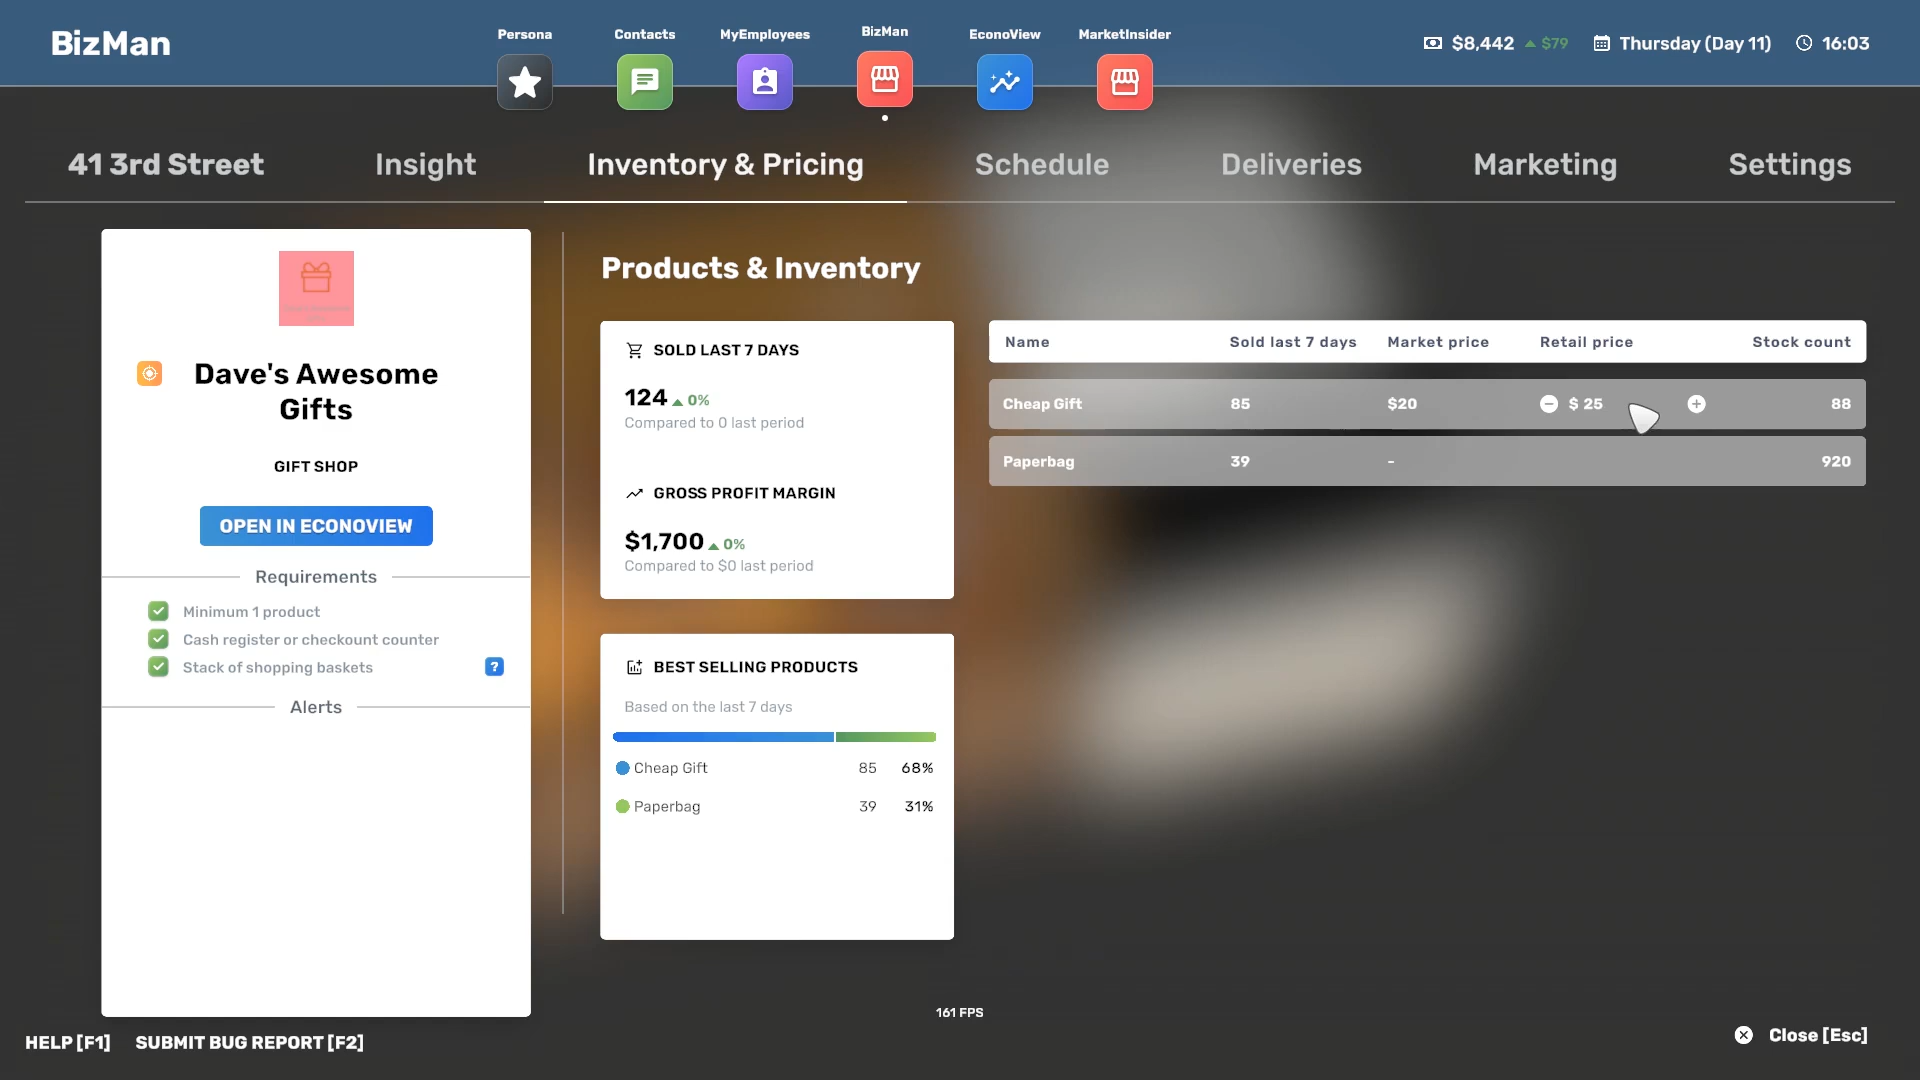 BizMan
Persona
Contacts
MyEmployees
BizMan
EconoView
MarketInsider
$8,442 $79 Thursday (Day 11) 16:03
41 3rd Street Insight Inventory & Pricing Schedule Deliveries Marketing Settings
Dave's Awesome
Gifts
GIFT SHOP
OPEN IN ECONOVIEW
Requirements
Minimum 1 product
Cash register or checkount counter
Stack of shopping baskets ?
Alerts
Products & Inventory
SOLD LAST 7 DAYS
124 0%
Compared to 0 last period
GROSS PROFIT MARGIN
$1,700 0%
Compared to $0 last period
BEST SELLING PRODUCTS
Based on the last 7 days
Cheap Gift 85 68%
Paperbag 39 31%
Name Sold last 7 days Market price Retail price Stock count
Cheap Gift 85 $20 $ 25 88
Paperbag 39 - 920
161 FPS
HELP [F1] SUBMIT BUG REPORT [F2]
Close [Esc]